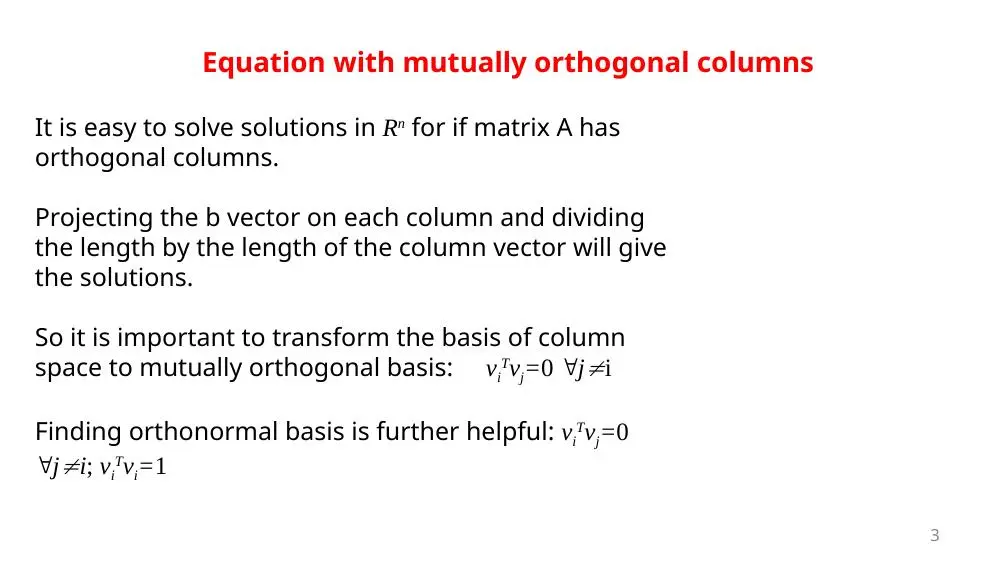 Equation with mutually orthogonal columns
It is easy to solve solutions in Rⁿ for if matrix A has
orthogonal columns.
Projecting the b vector on each column and dividing
the length by the length of the column vector will give
the solutions.
So it is important to transform the basis of column
space to mutually orthogonal basis: vᵢᵀvⱼ=0 ∀j≠i
Finding orthonormal basis is further helpful: vᵢᵀvⱼ=0
∀j≠i; vᵢᵀvᵢ=1
3